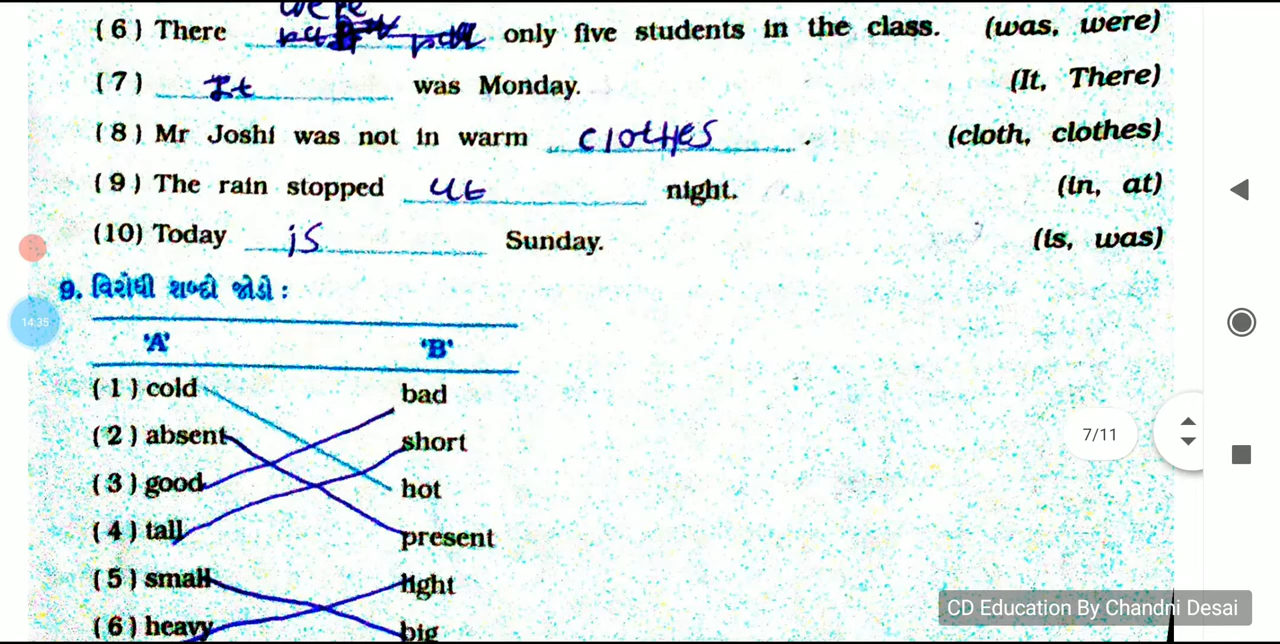 were
(6) There only five students in the class. (was, were)
(7) It was Monday. (It, There)
(8) Mr Joshi was not in warm clothes. (cloth, clothes)
(9) The rain stopped at night. (in, at)
(10) Today is Sunday. (is, was)
9. વિરોધી શબ્દો જોડો :
'A' 'B'
(1) cold bad
(2) absent short
(3) good hot
(4) tall present
(5) small light
(6) heavy big
14:35
7/11
CD Education By Chandni Desai